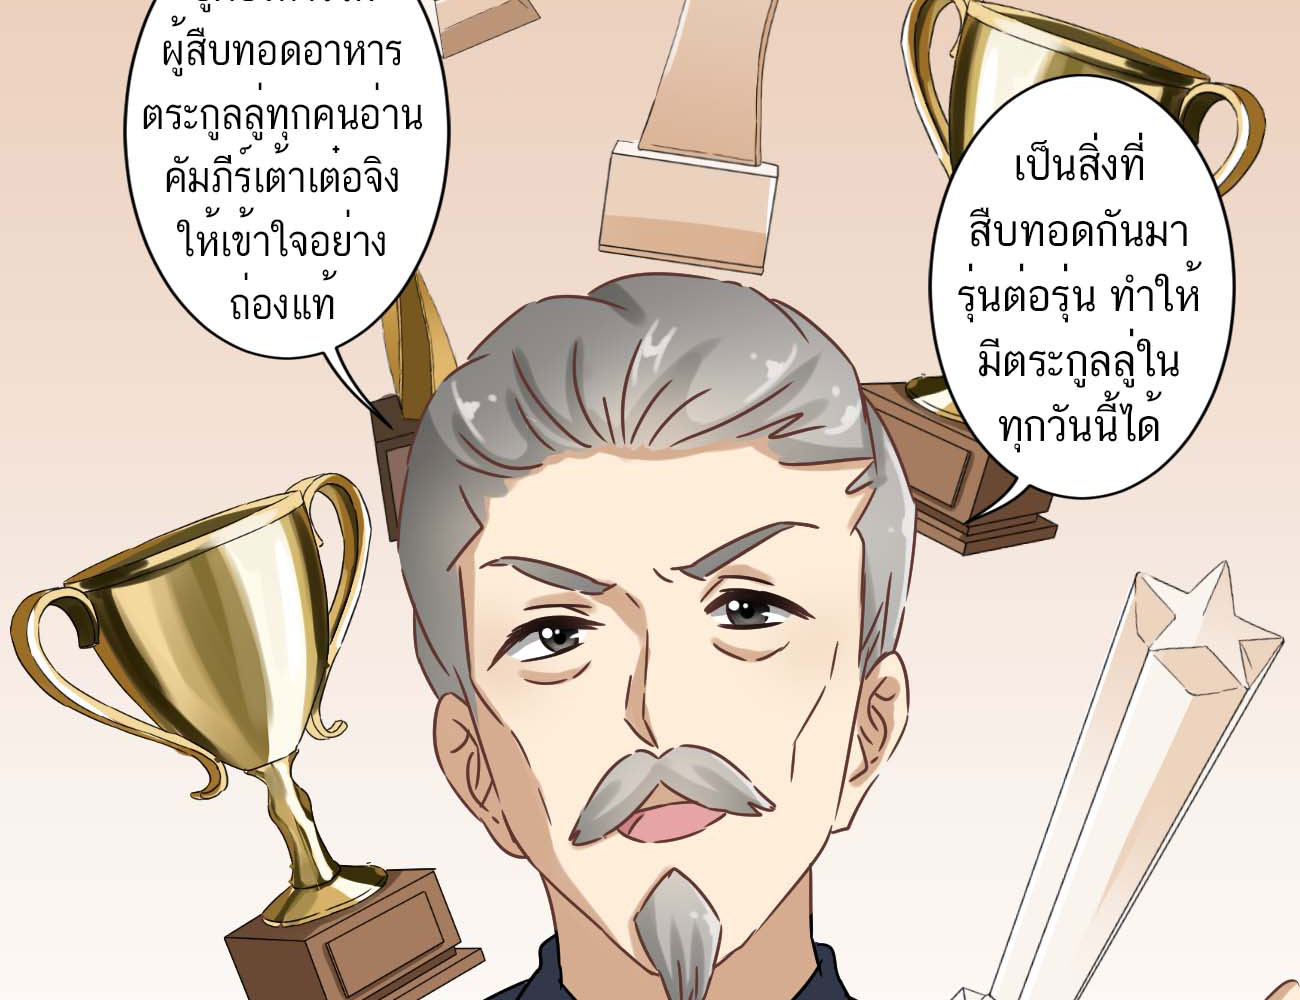 ผู้สืบทอดอาหาร
ตระกูลลู่ทุกคนอ่าน
คัมภีร์เต้าเต๋อจิง
ให้เข้าใจอย่าง
ถ่องแท้
เป็นสิ่งที่
สืบทอดกันมา
รุ่นต่อรุ่น ทำให้
มีตระกูลลู่ใน
ทุกวันนี้ได้